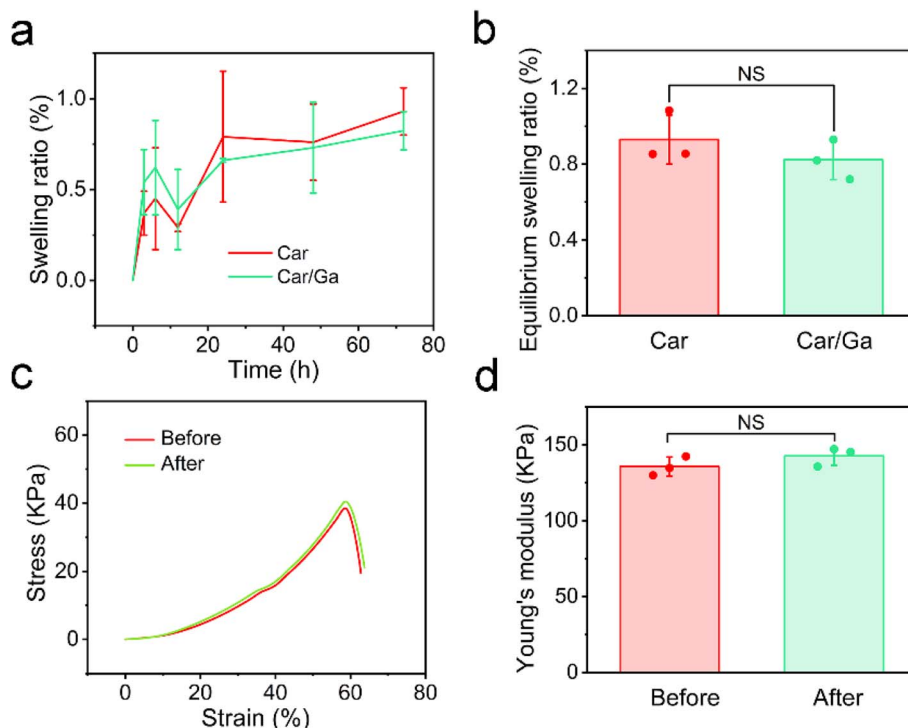 a
Swelling ratio (%)
1.0
0.5
0.0
Car
Car/Ga
0 20 40 60 80
Time (h)
b
Equilibrium swelling ratio (%)
1.2
0.8
0.4
0.0
NS
Car Car/Ga
c
Stress (KPa)
60
40
20
0
Before
After
0 20 40 60 80
Strain (%)
d
Young's modulus (KPa)
150
100
50
0
NS
Before After